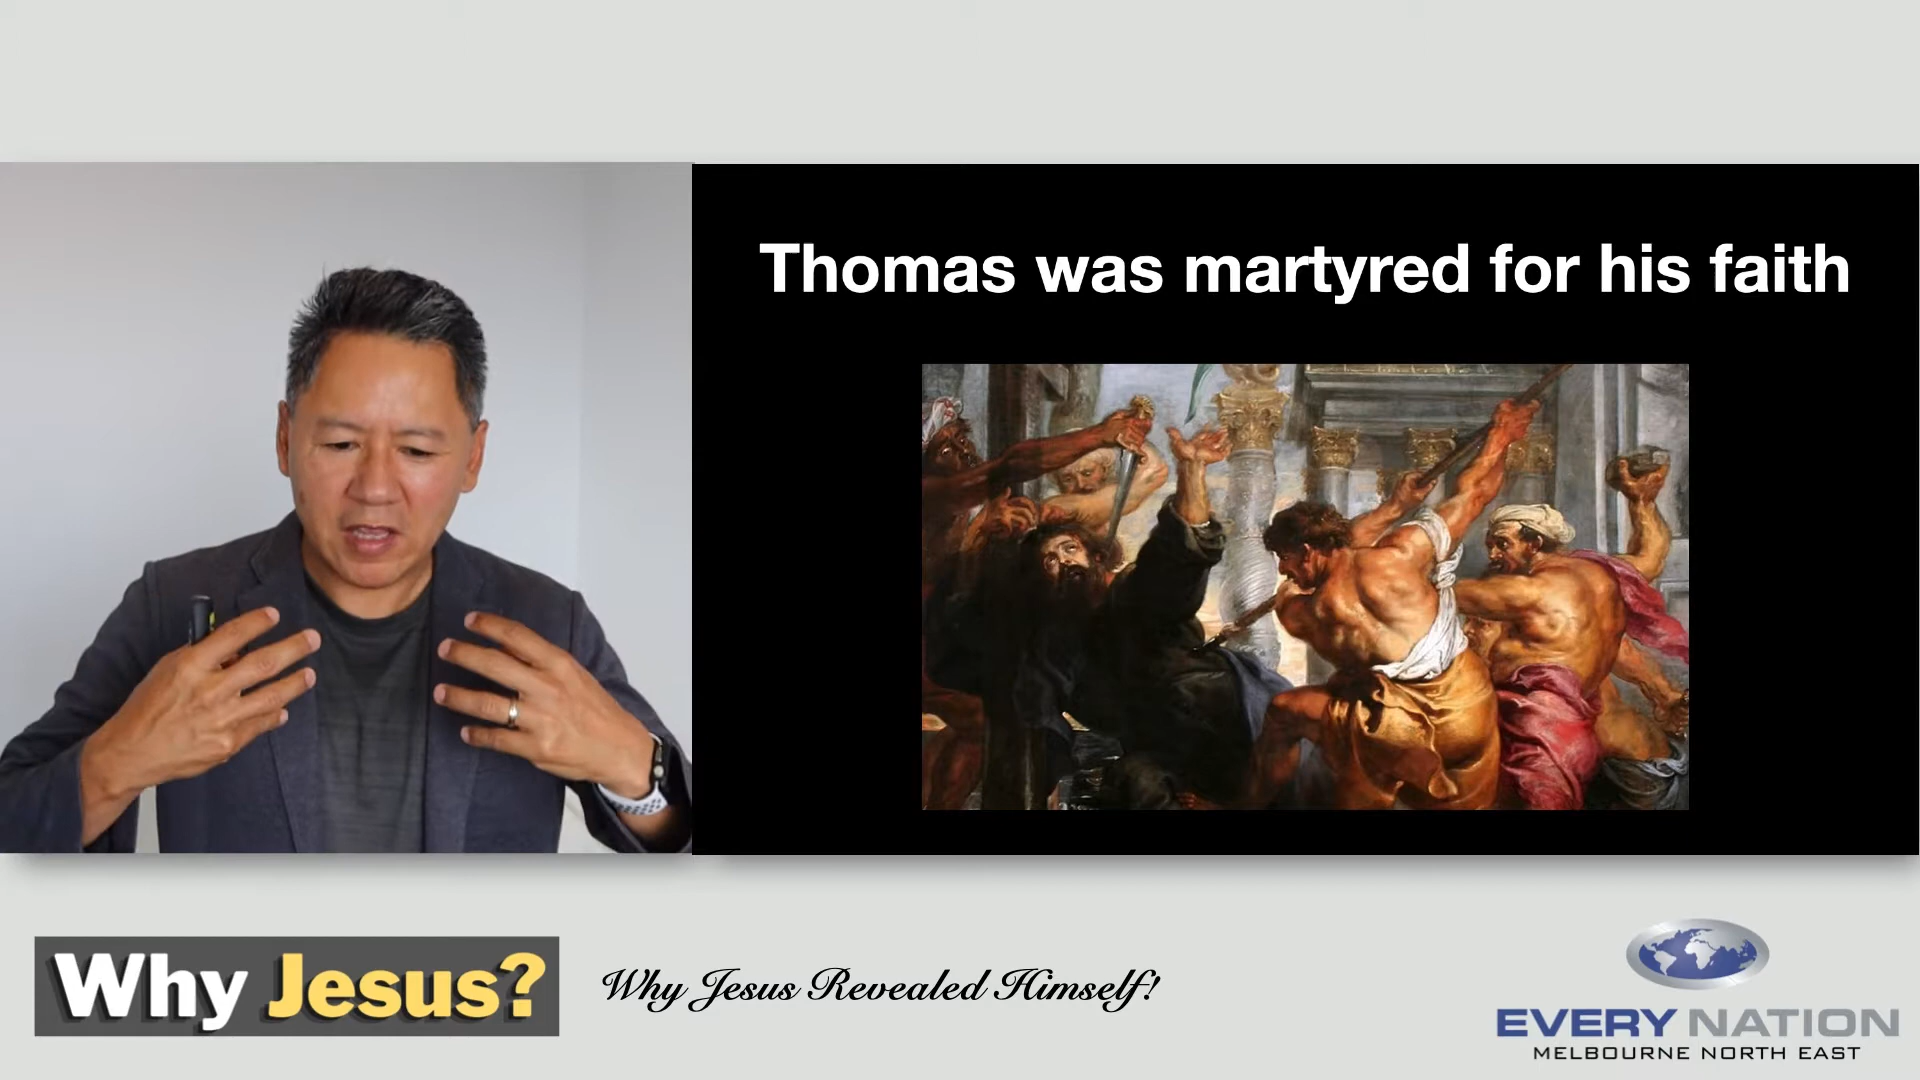 Thomas was martyred for his faith
Why Jesus?
Why Jesus Revealed Himself!
EVERY NATION
MELBOURNE NORTH EAST